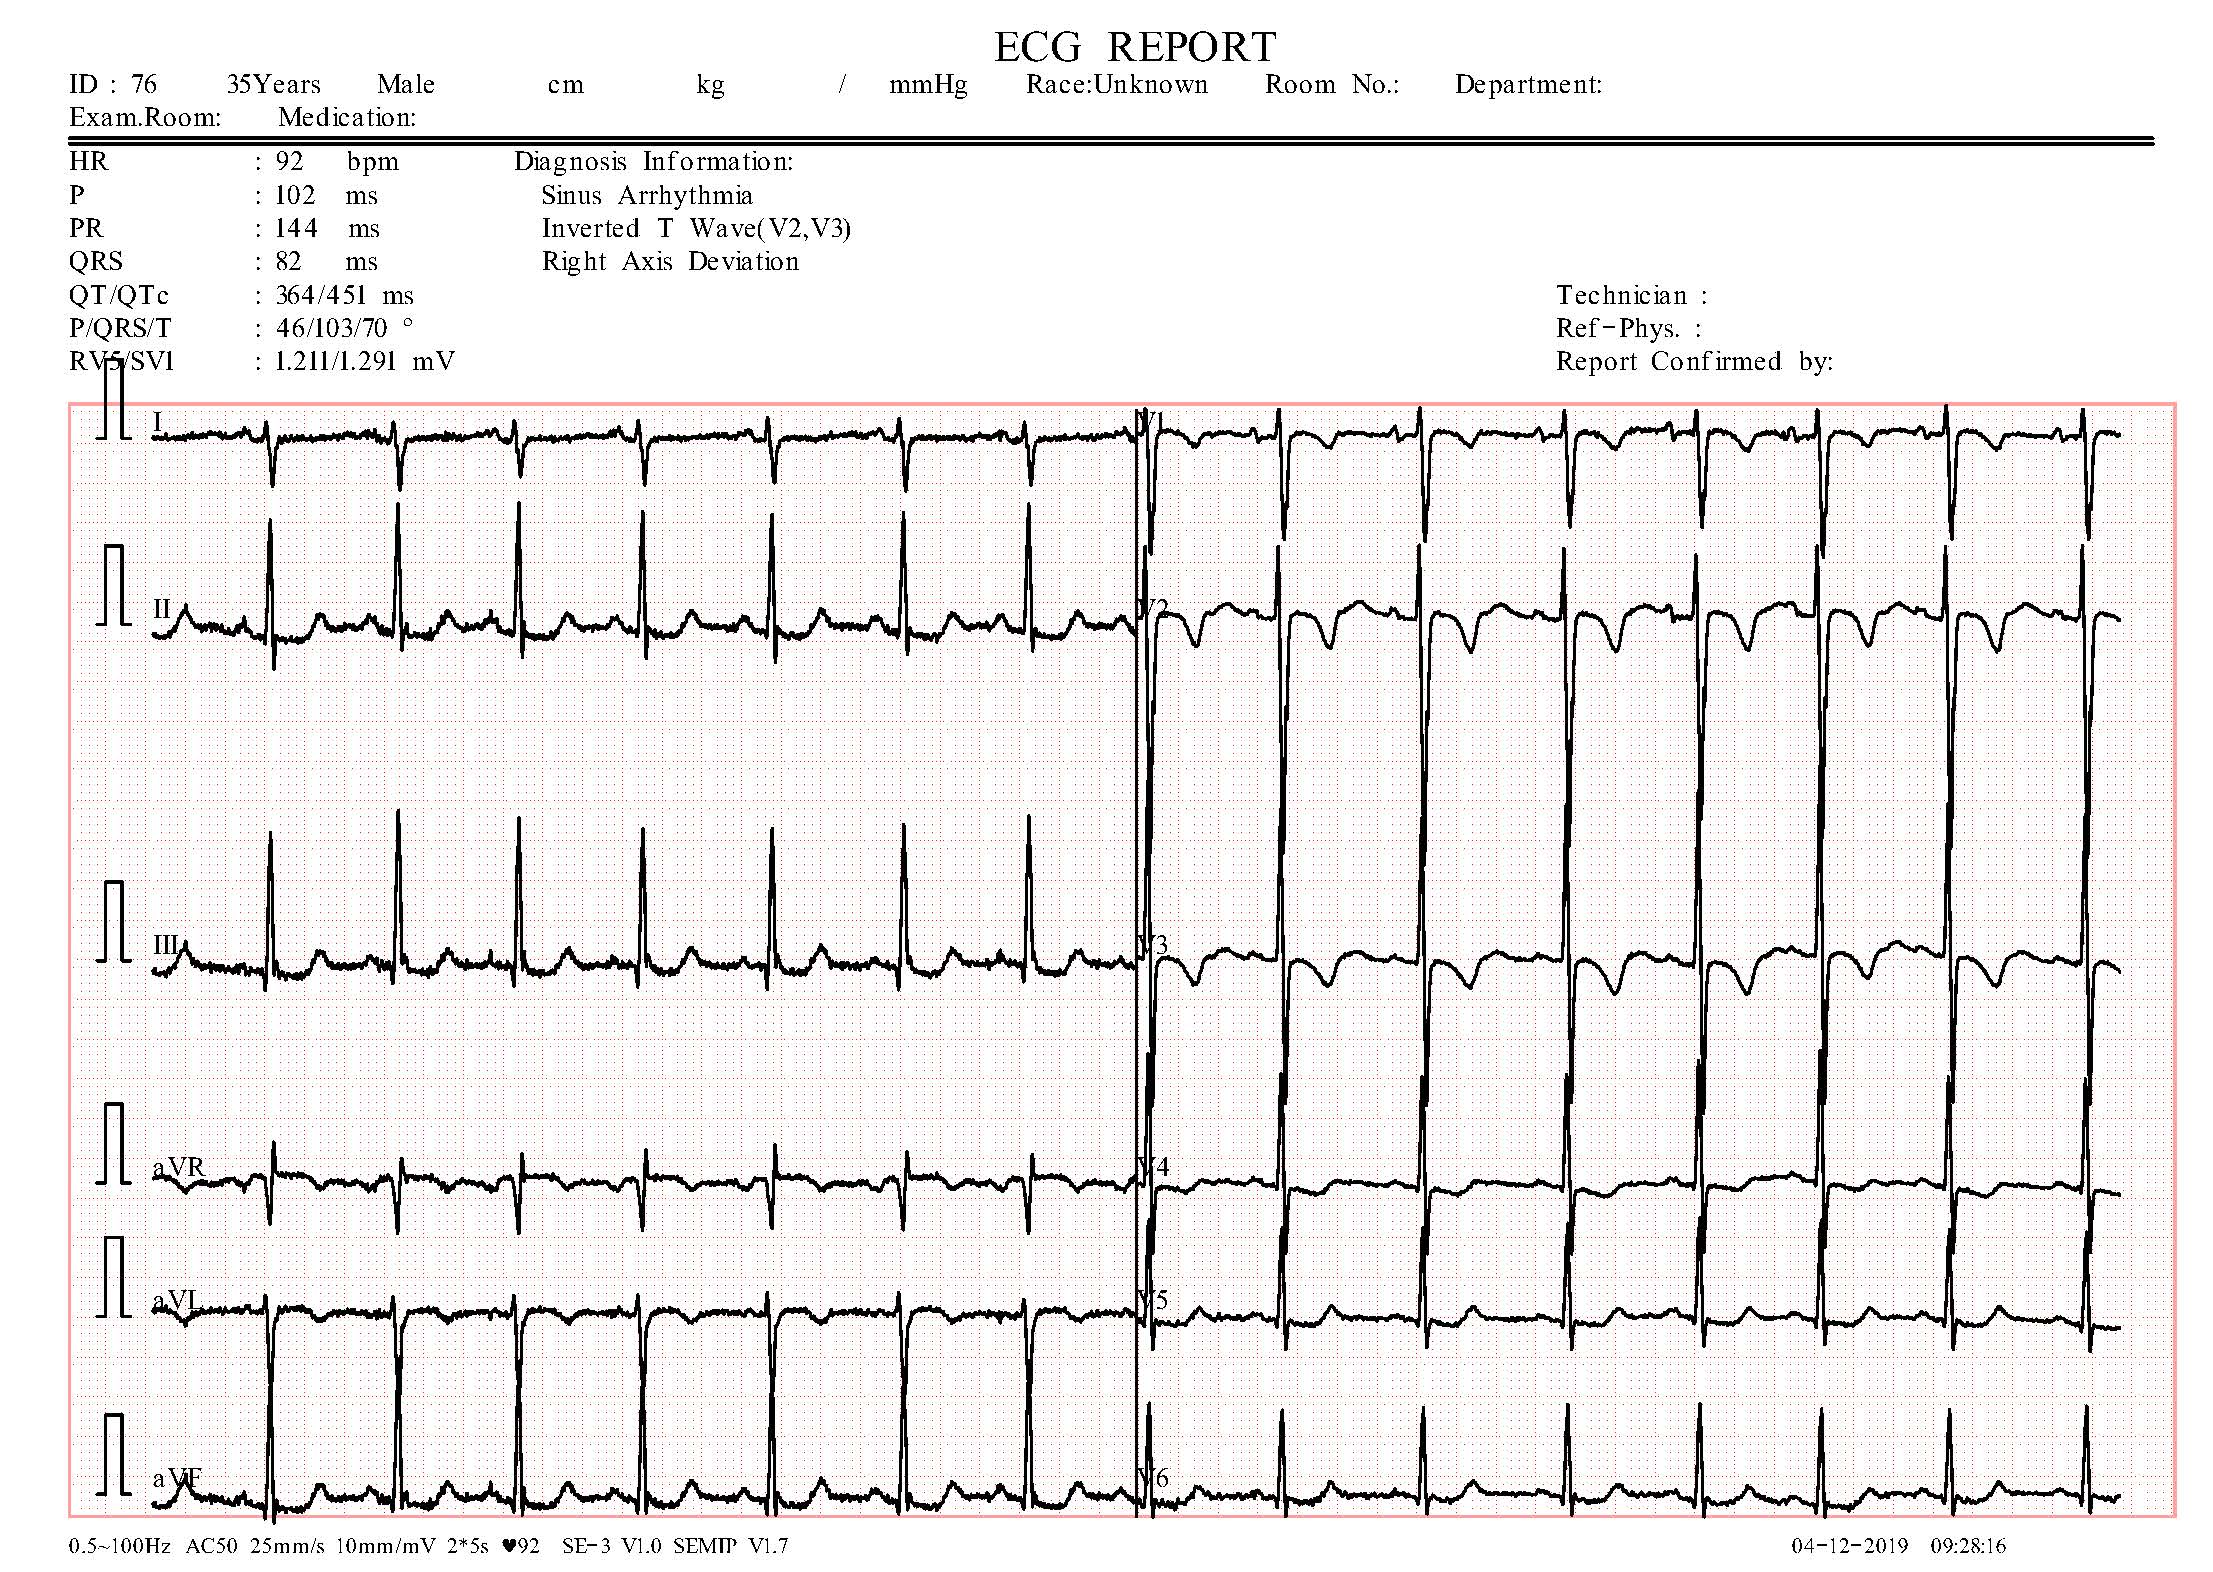 ECG REPORT
ID : 76 35Years Male cm kg / mmHg Race:Unknown Room No.: Department:
Exam.Room: Medication:
HR : 92 bpm Diagnosis Information:
P : 102 ms Sinus Arrhythmia
PR : 144 ms Inverted T Wave(V2,V3)
QRS : 82 ms Right Axis Deviation
QT/QTc : 364/451 ms Technician :
P/QRS/T : 46/103/70 ° Ref-Phys. :
RV5/SV1 : 1.211/1.291 mV Report Confirmed by:
I V1
II V2
III V3
aVR V4
aVL V5
aVF V6
0.5~100Hz AC50 25mm/s 10mm/mV 2*5s ♥92 SE-3 V1.0 SEMIP V1.7 04-12-2019 09:28:16